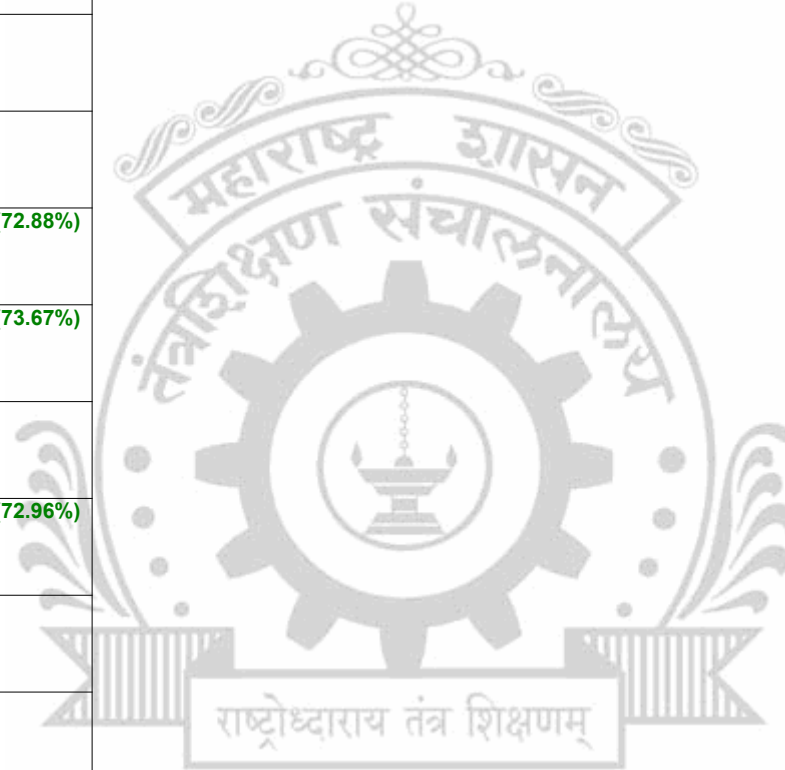 महाराष्ट्र शासन
तंत्रशिक्षण संचालनालय
72.88%)
73.67%)
72.96%)
राष्ट्रोध्दाराय तंत्र शिक्षणम्